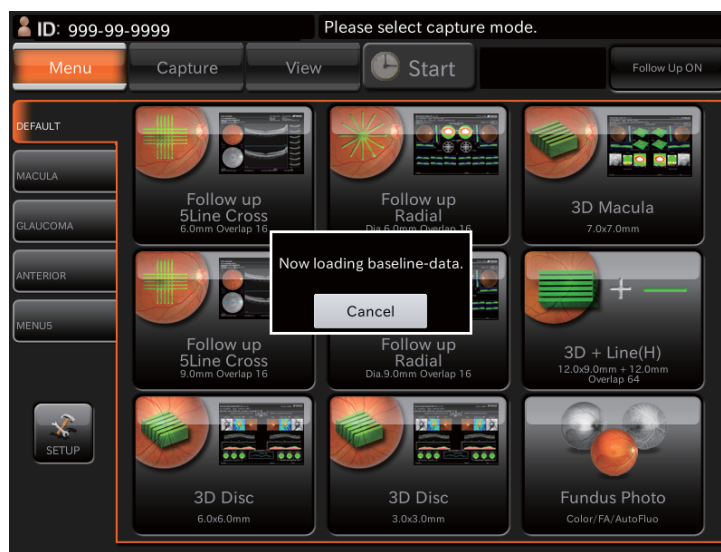 ID: 999-99-9999
Please select capture mode.
Menu
Capture
View
Start
Follow Up ON
DEFAULT
MACULA
GLAUCOMA
ANTERIOR
MENU5
SETUP
Follow up
5Line Cross
6.0mm Overlap 16
Follow up
Radial
Dia.6.0mm Overlap 16
3D Macula
7.0x7.0mm
Now loading baseline-data.
Cancel
Follow up
5Line Cross
9.0mm Overlap 16
Follow up
Radial
Dia.9.0mm Overlap 16
3D + Line(H)
12.0x9.0mm + 12.0mm
Overlap 64
3D Disc
6.0x6.0mm
3D Disc
3.0x3.0mm
Fundus Photo
Color/FA/AutoFluo